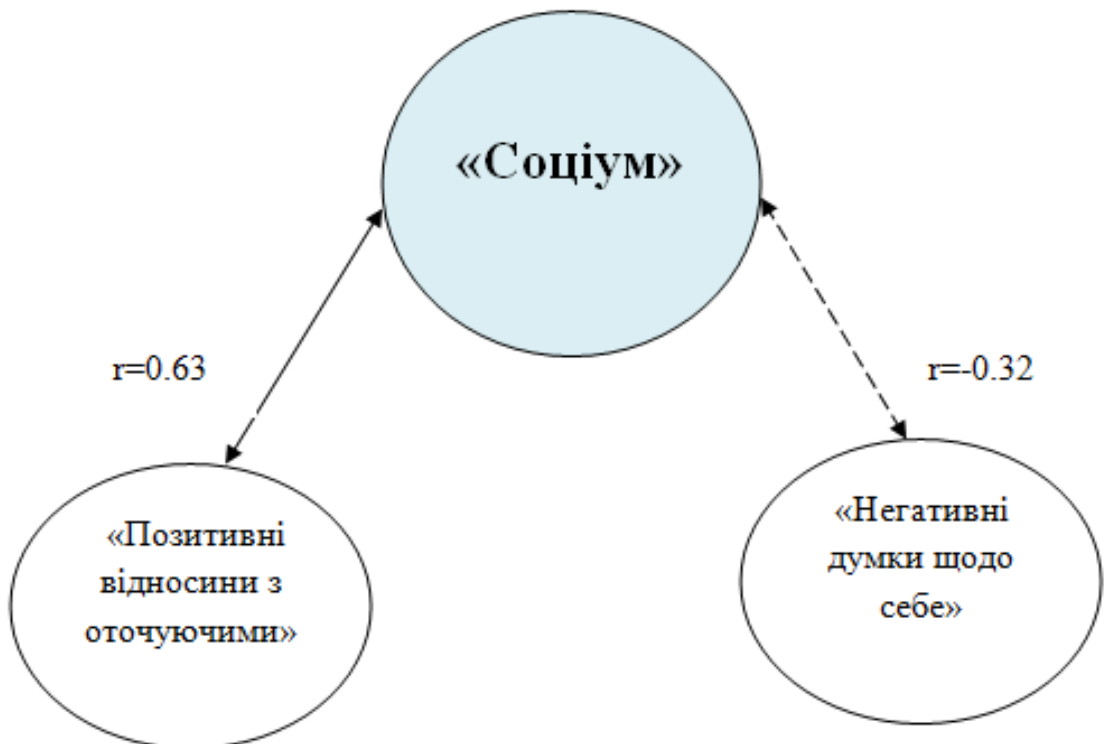 «Соціум»
r=0.63
r=-0.32
«Позитивні
відносини з
оточуючими»
«Негативні
думки щодо
себе»